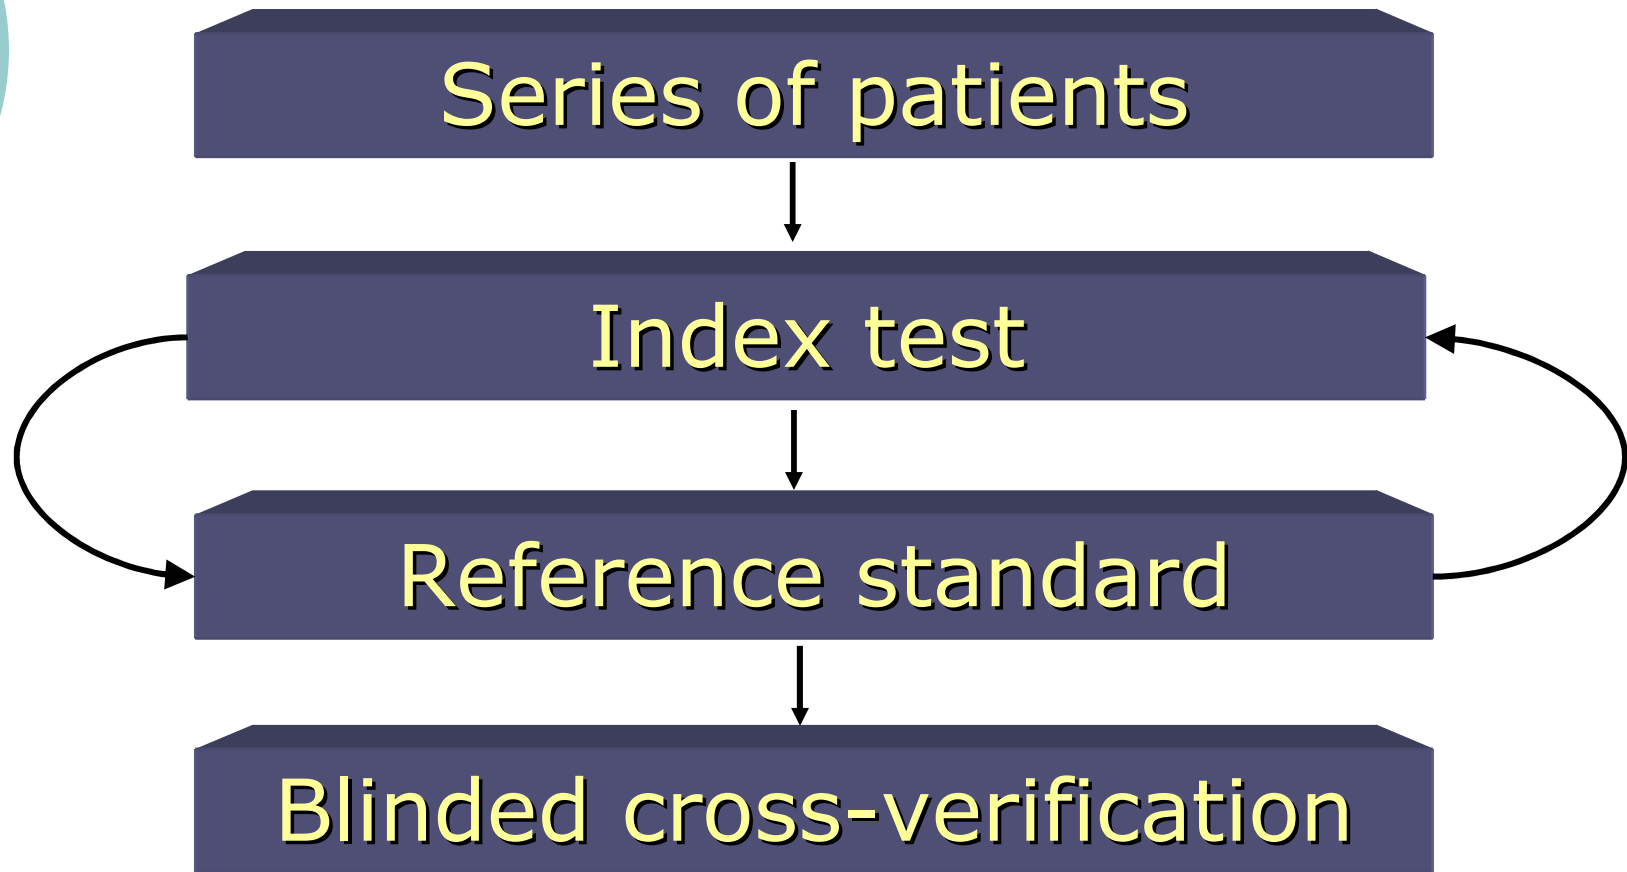 Series of patients
Index test
Reference standard
Blinded cross-verification